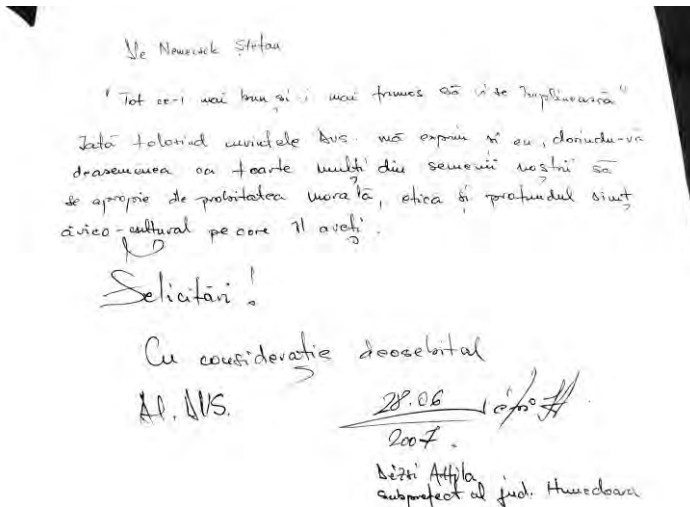 De Nemecsek Ștefan
"Tot ce-i mai bun și i mai frumos să vi se împlinească"
Iată folosind cuvintele Dvs. mă exprim și eu, dorindu-vă
deasemenea ca foarte mulți din semenii noștri să
se apropie de probitatea morală, etica și profundul simț
civico-cultural pe care îl aveți.
Felicitări!
Cu considerație deosebită
Al. DVS.
28.06
2007.
Dézsi Attila
Subprefect al jud. Hunedoara